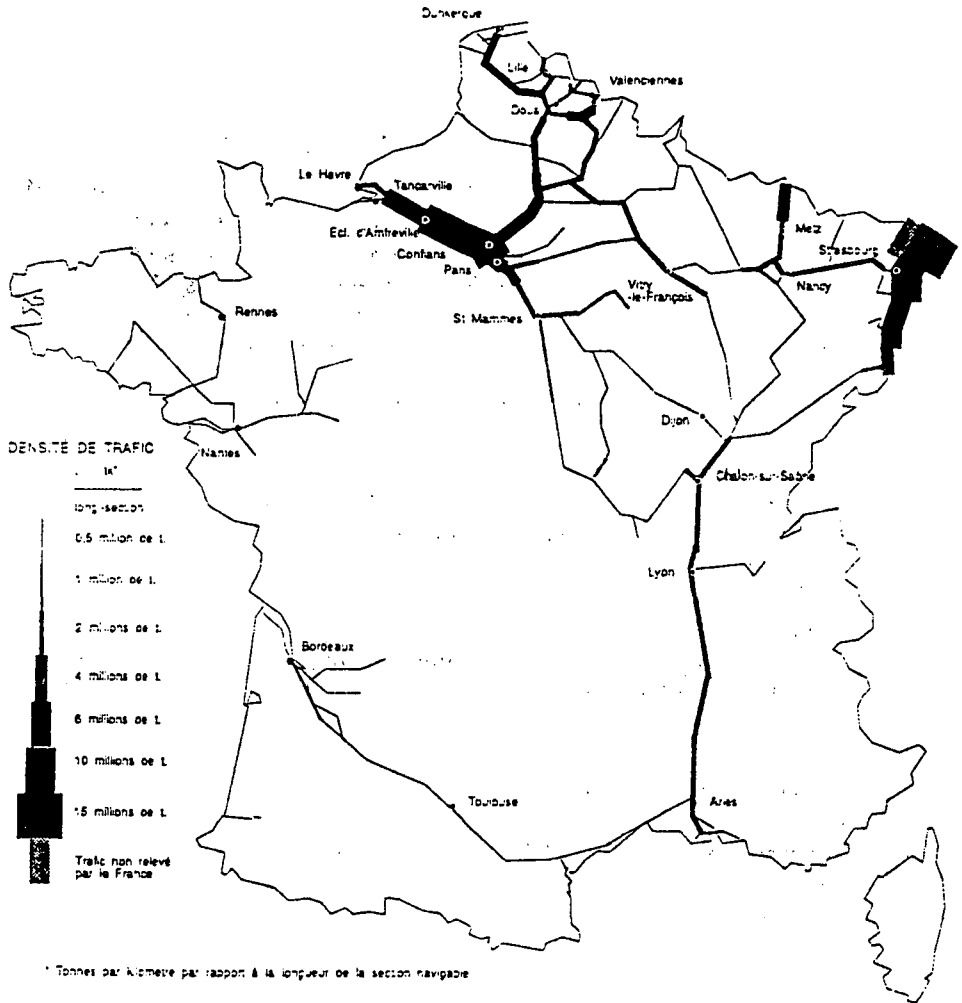 Dunkerque
Lille
Valenciennes
Le Havre
Tancarville
Metz
Conflans
Strasbourg
Paris
Nancy
Vitry
-le-François
St Mammes
Rennes
Dijon
DENSITÉ DE TRAFIC
Nantes
Chalon-sur-Saône
long.-section
0,5 million de t.
1 million de t.
Lyon
2 millions de t.
Bordeaux
4 millions de t.
6 millions de t.
10 millions de t.
Toulouse
Arles
15 millions de t.
Trafic non relevé
par la France
* Tonnes par kilomètre par rapport à la longueur de la section navigable